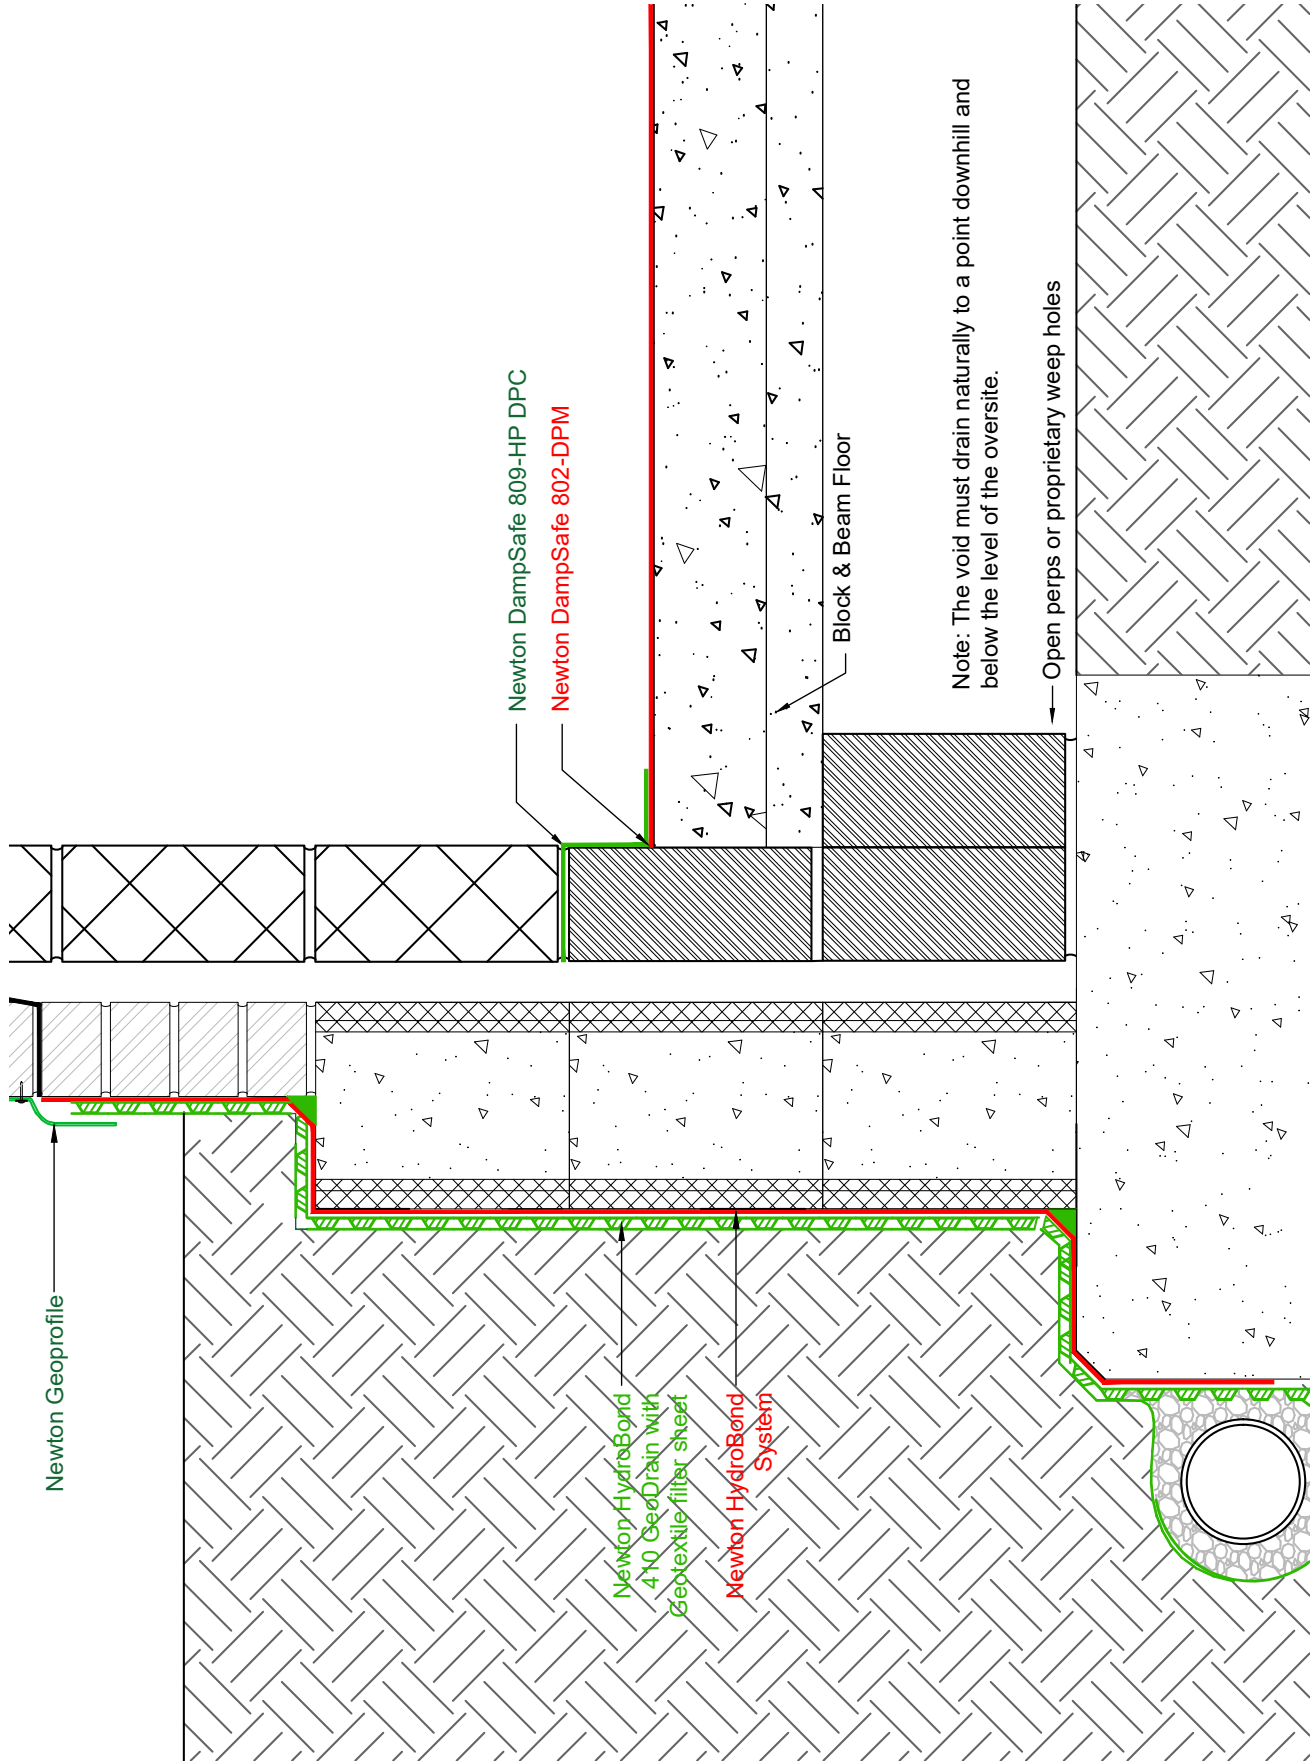 Newton Geoprofile
Newton DampSafe 809-HP DPC
Newton DampSafe 802-DPM
Newton HydroBond
410 GeoDrain with
Geotextile filter sheet
Newton HydroBond
System
Block & Beam Floor
Note: The void must drain naturally to a point downhill and
below the level of the oversite.
Open perps or proprietary weep holes